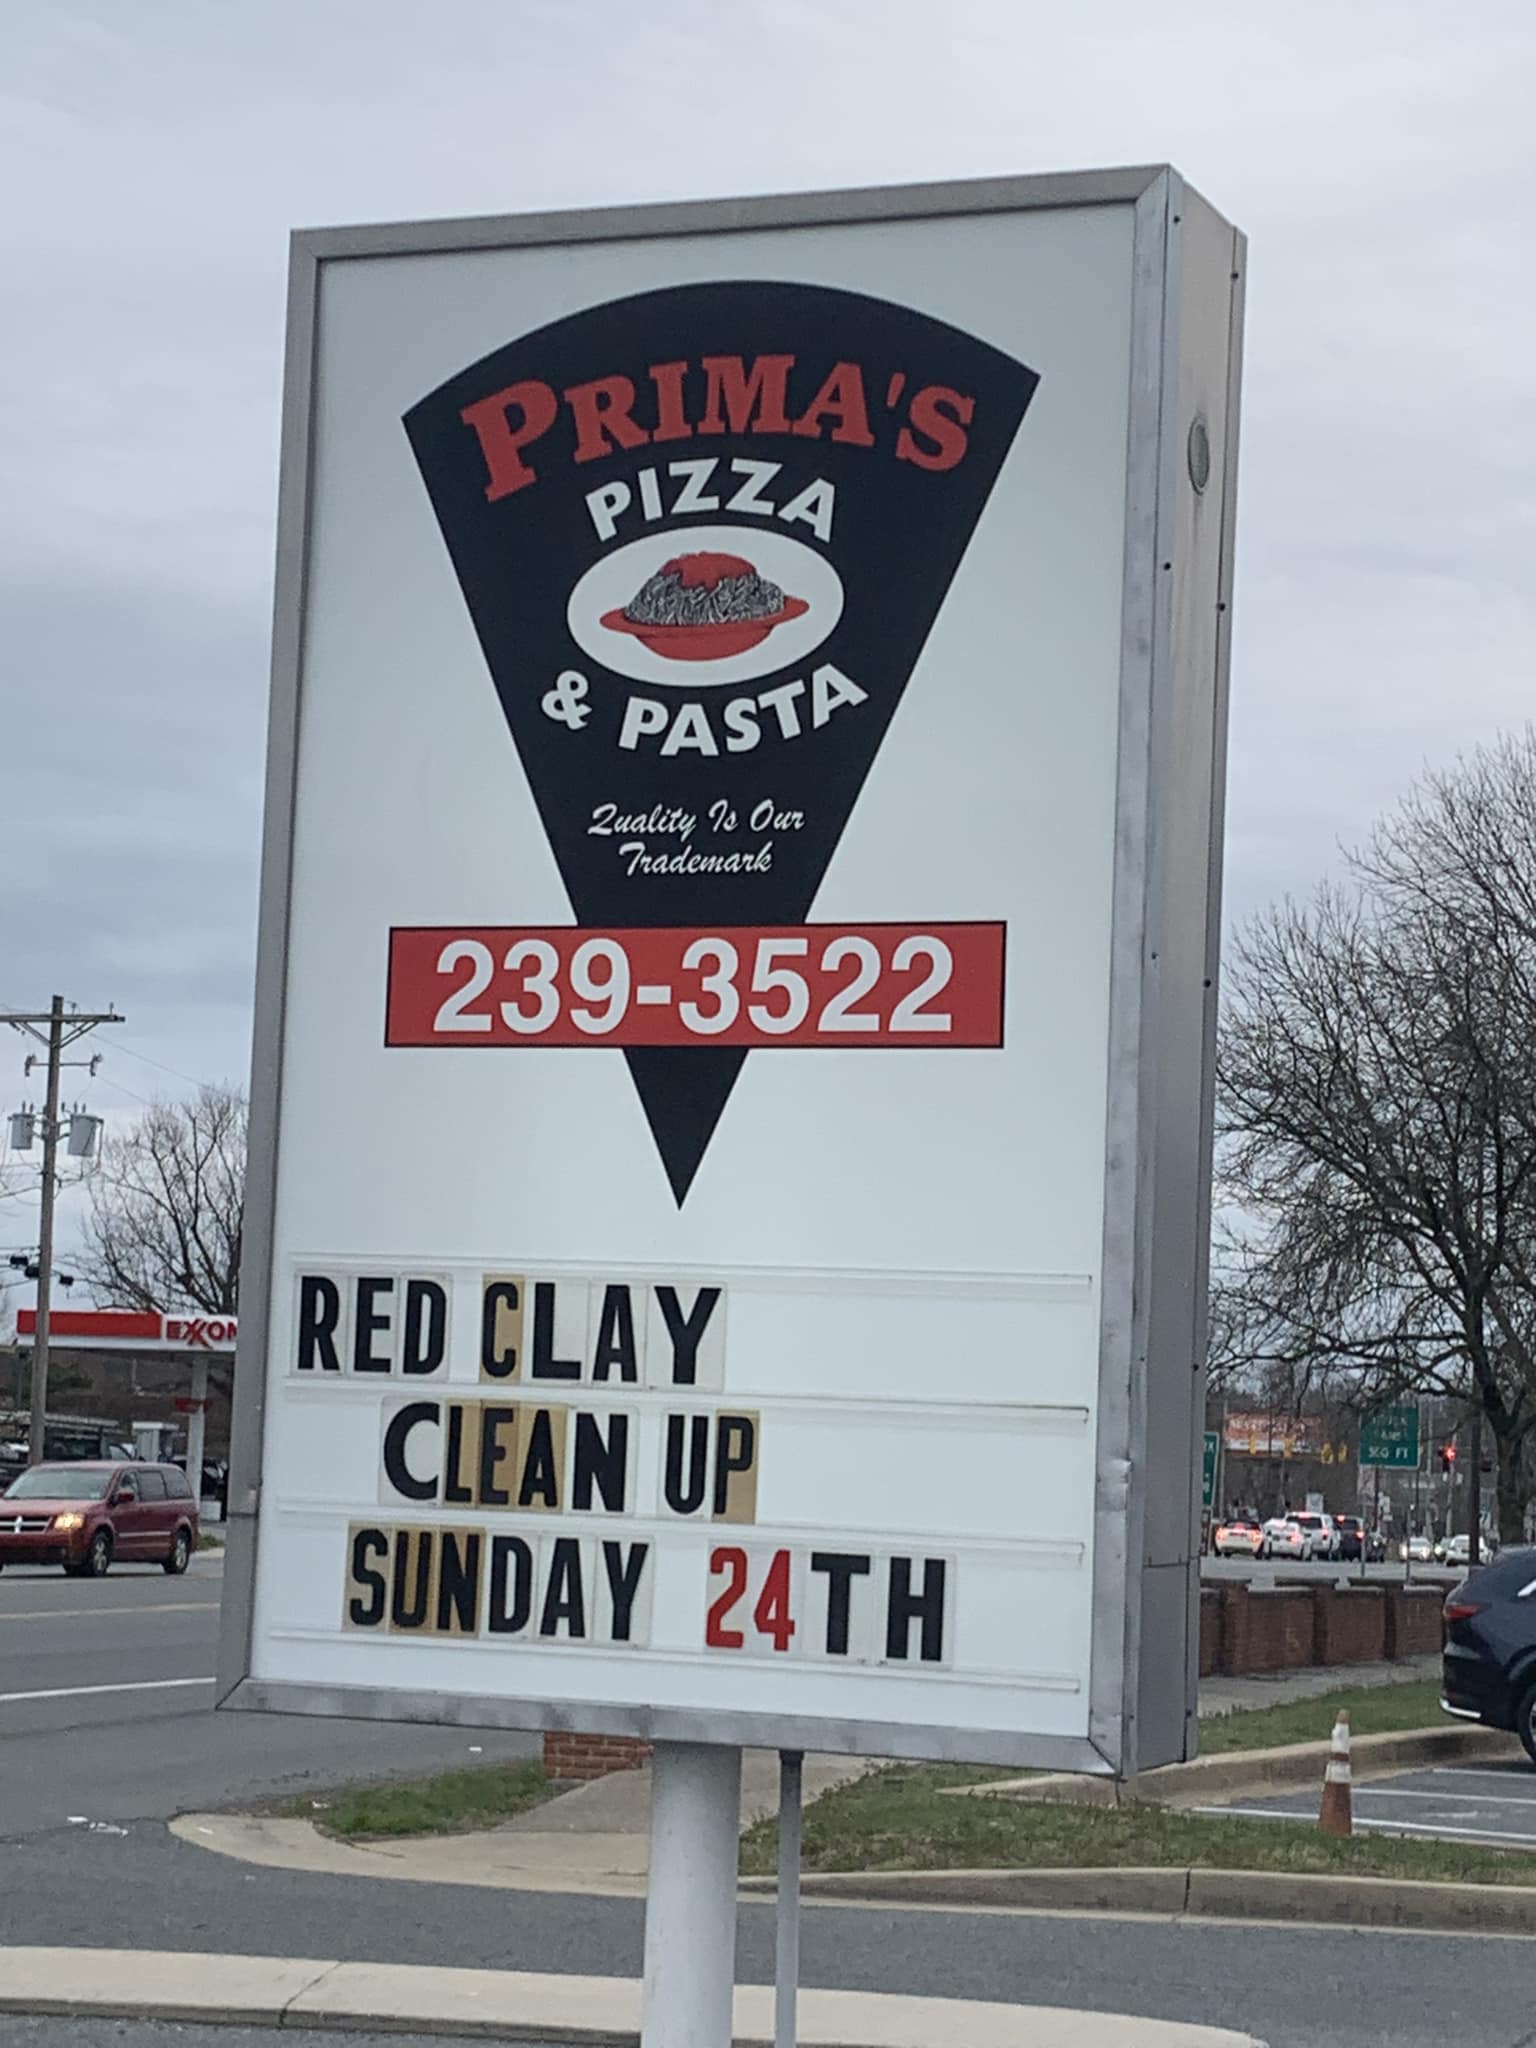 PRIMA'S
PIZZA
& PASTA
Quality Is Our
Trademark
239-3522
RED CLAY
CLEAN UP
SUNDAY 24TH
EXXON